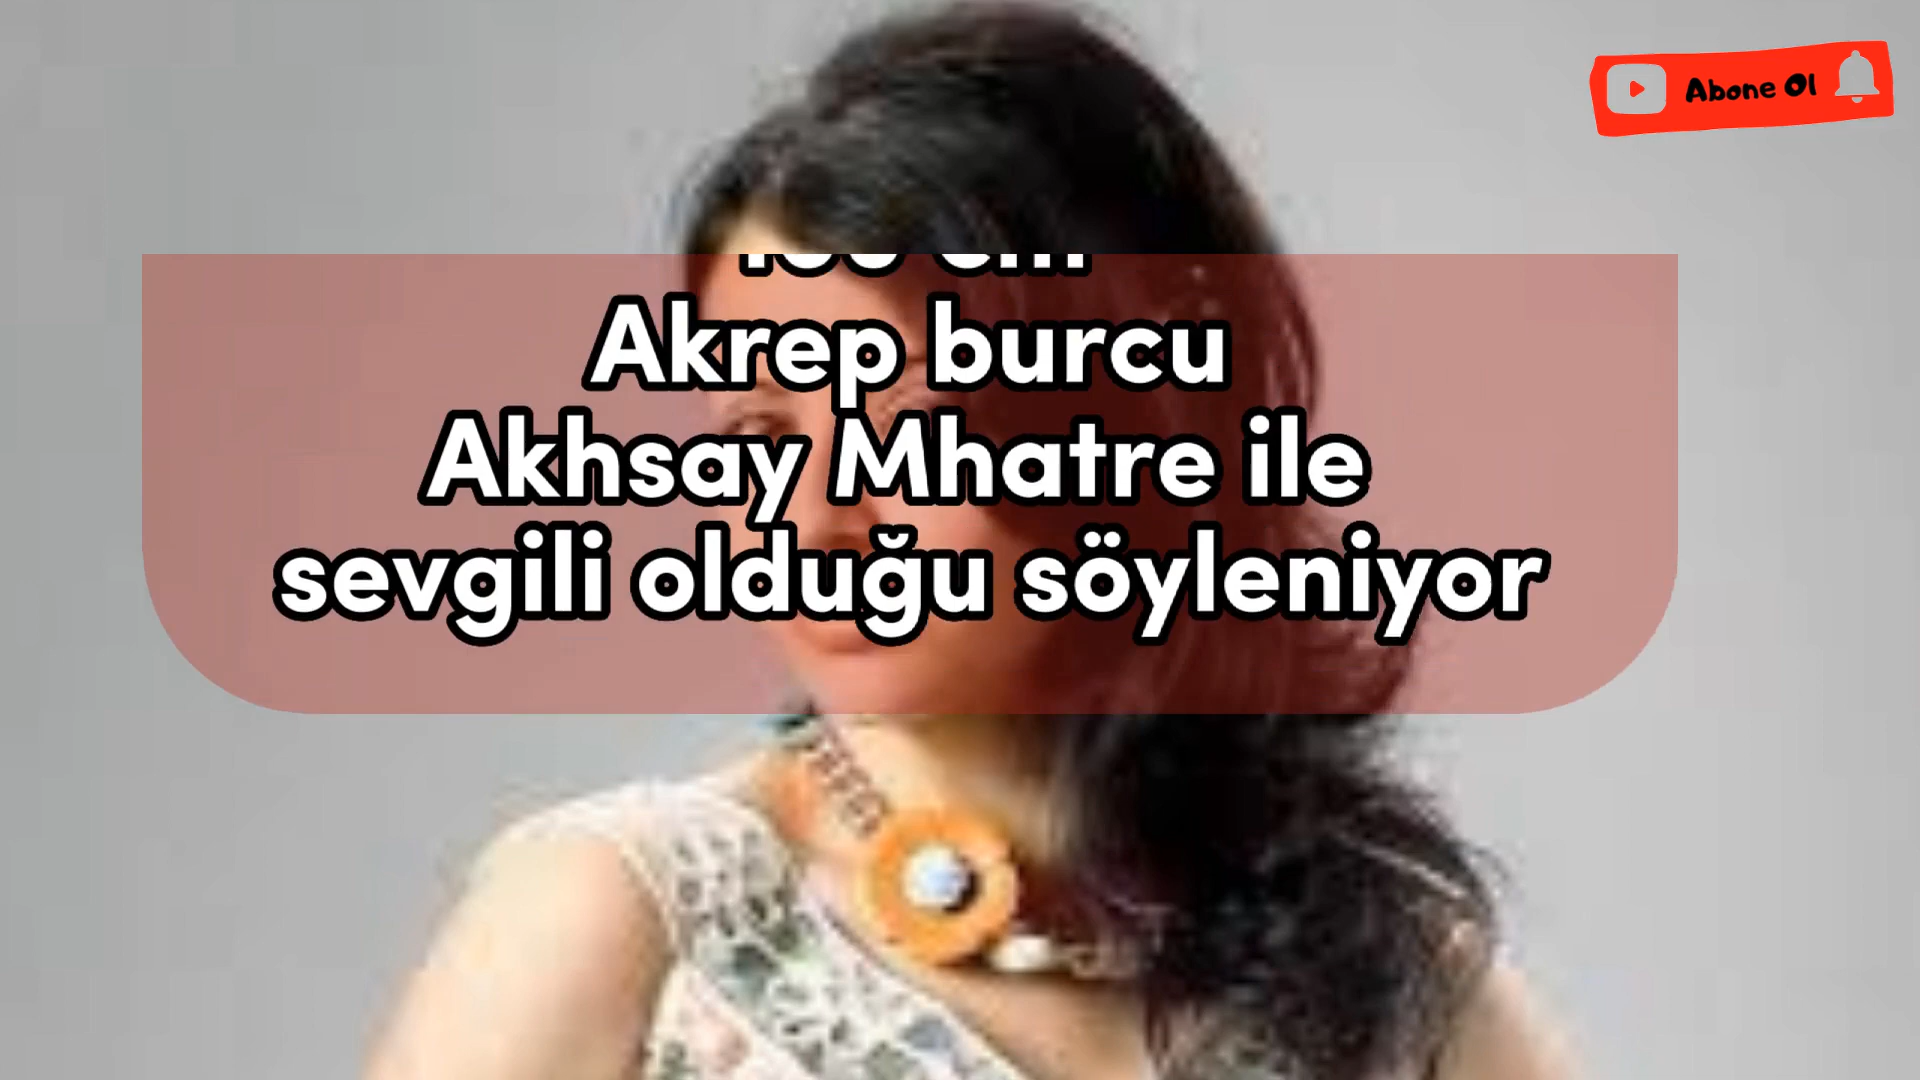 Abone Ol
Akrep burcu
Akhsay Mhatre ile
sevgili olduğu söyleniyor